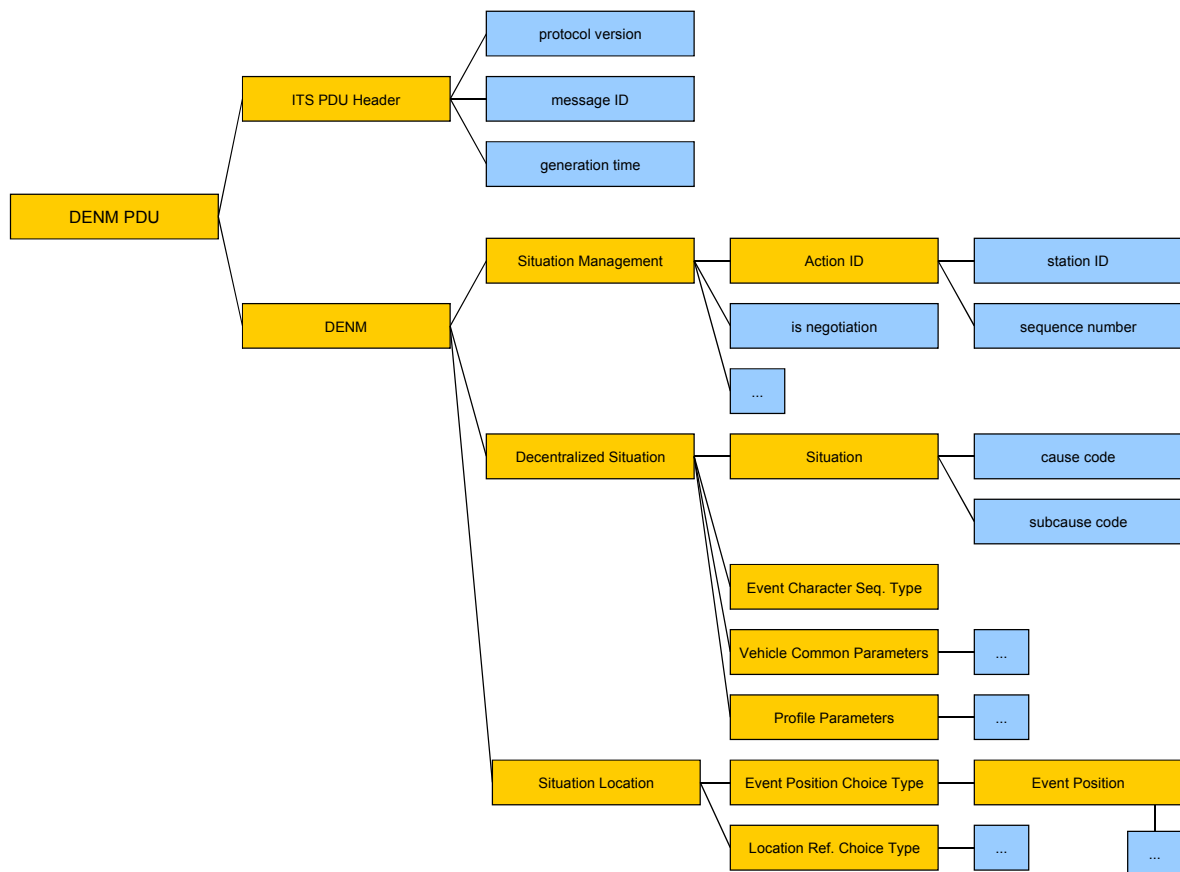 protocol version
ITS PDU Header
message ID
generation time
DENM PDU
Situation Management
Action ID
station ID
DENM
is negotiation
sequence number
...
Decentralized Situation
Situation
cause code
subcause code
Event Character Seq. Type
Vehicle Common Parameters
...
Profile Parameters
...
Situation Location
Event Position Choice Type
Event Position
Location Ref. Choice Type
...
...